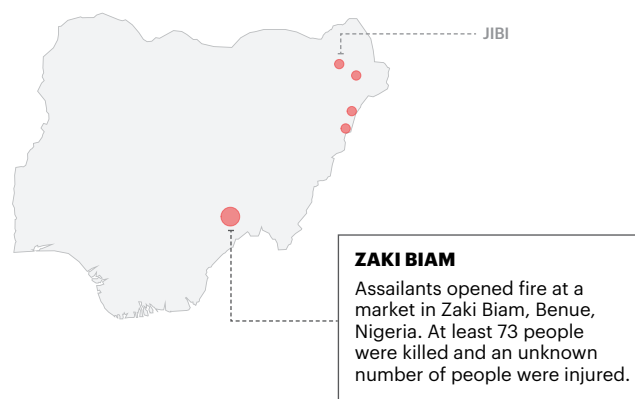 JIBI
ZAKI BIAM
Assailants opened fire at a
market in Zaki Biam, Benue,
Nigeria. At least 73 people
were killed and an unknown
number of people were injured.